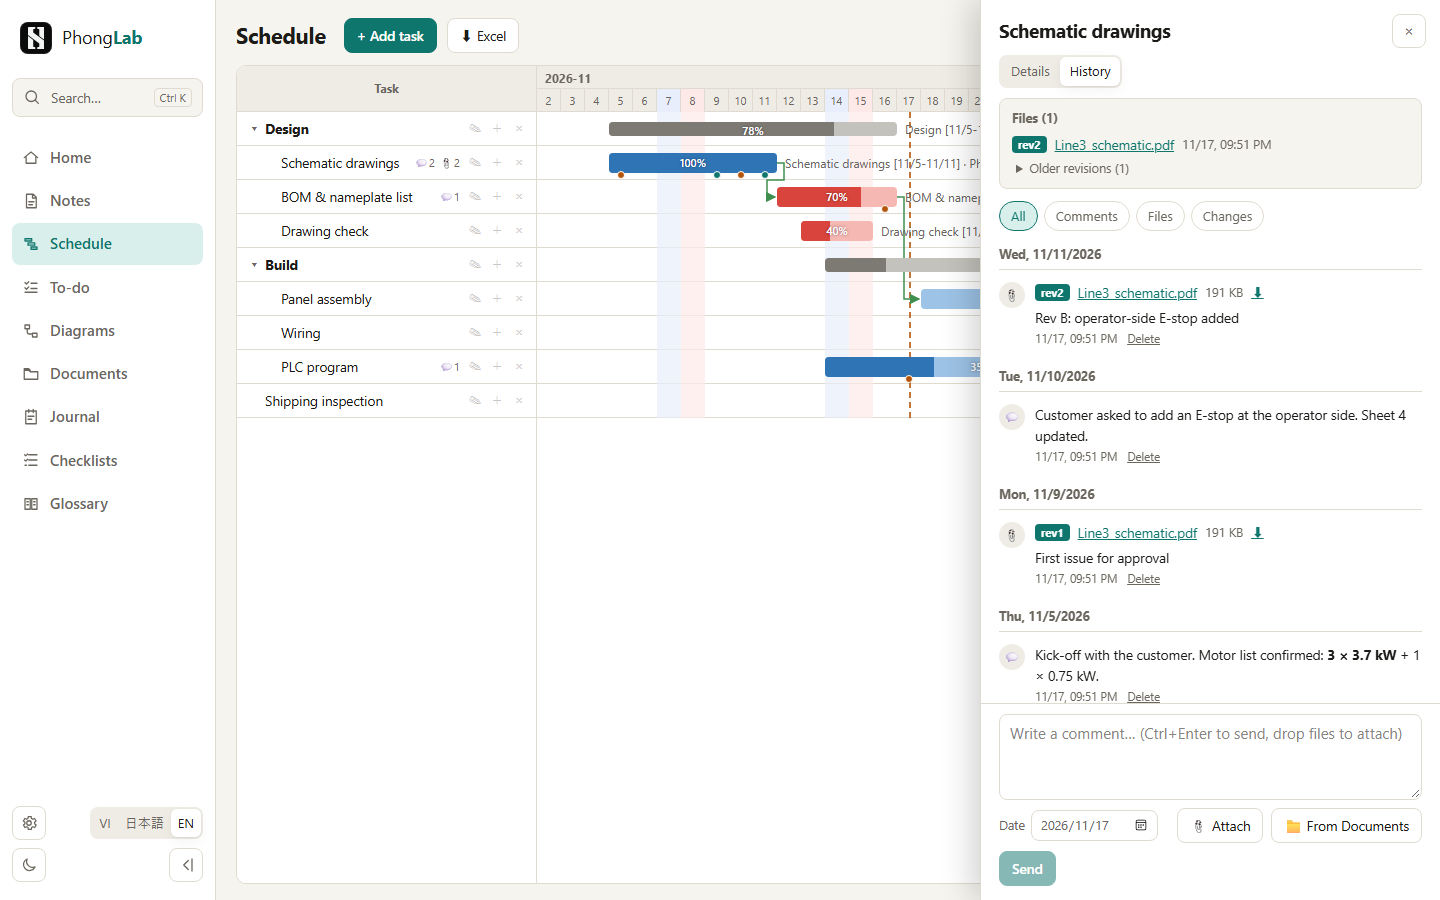 PhongLab
Search... Ctrl K
Home
Notes
Schedule
To-do
Diagrams
Documents
Journal
Checklists
Glossary
VI 日本語 EN
Schedule
+ Add task
Excel
Task
2026-11
2 3 4 5 6 7 8 9 10 11 12 13 14 15 16 17 18 19
Design
78%
Design [11/5-
Schematic drawings 2 2
100%
Schematic drawings [11/5-11/11] · Ph
BOM & nameplate list 1
70%
BOM & namep
Drawing check
40%
Drawing check [11/
Build
Panel assembly
Wiring
PLC program 1
Shipping inspection
Schematic drawings
×
Details History
Files (1)
rev2 Line3_schematic.pdf 11/17, 09:51 PM
Older revisions (1)
All Comments Files Changes
Wed, 11/11/2026
rev2 Line3_schematic.pdf 191 KB
Rev B: operator-side E-stop added
11/17, 09:51 PM Delete
Tue, 11/10/2026
Customer asked to add an E-stop at the operator side. Sheet 4
updated.
11/17, 09:51 PM Delete
Mon, 11/9/2026
rev1 Line3_schematic.pdf 191 KB
First issue for approval
11/17, 09:51 PM Delete
Thu, 11/5/2026
Kick-off with the customer. Motor list confirmed: 3 × 3.7 kW + 1
× 0.75 kW.
11/17, 09:51 PM Delete
Write a comment... (Ctrl+Enter to send, drop files to attach)
Date 2026/11/17
Attach
From Documents
Send